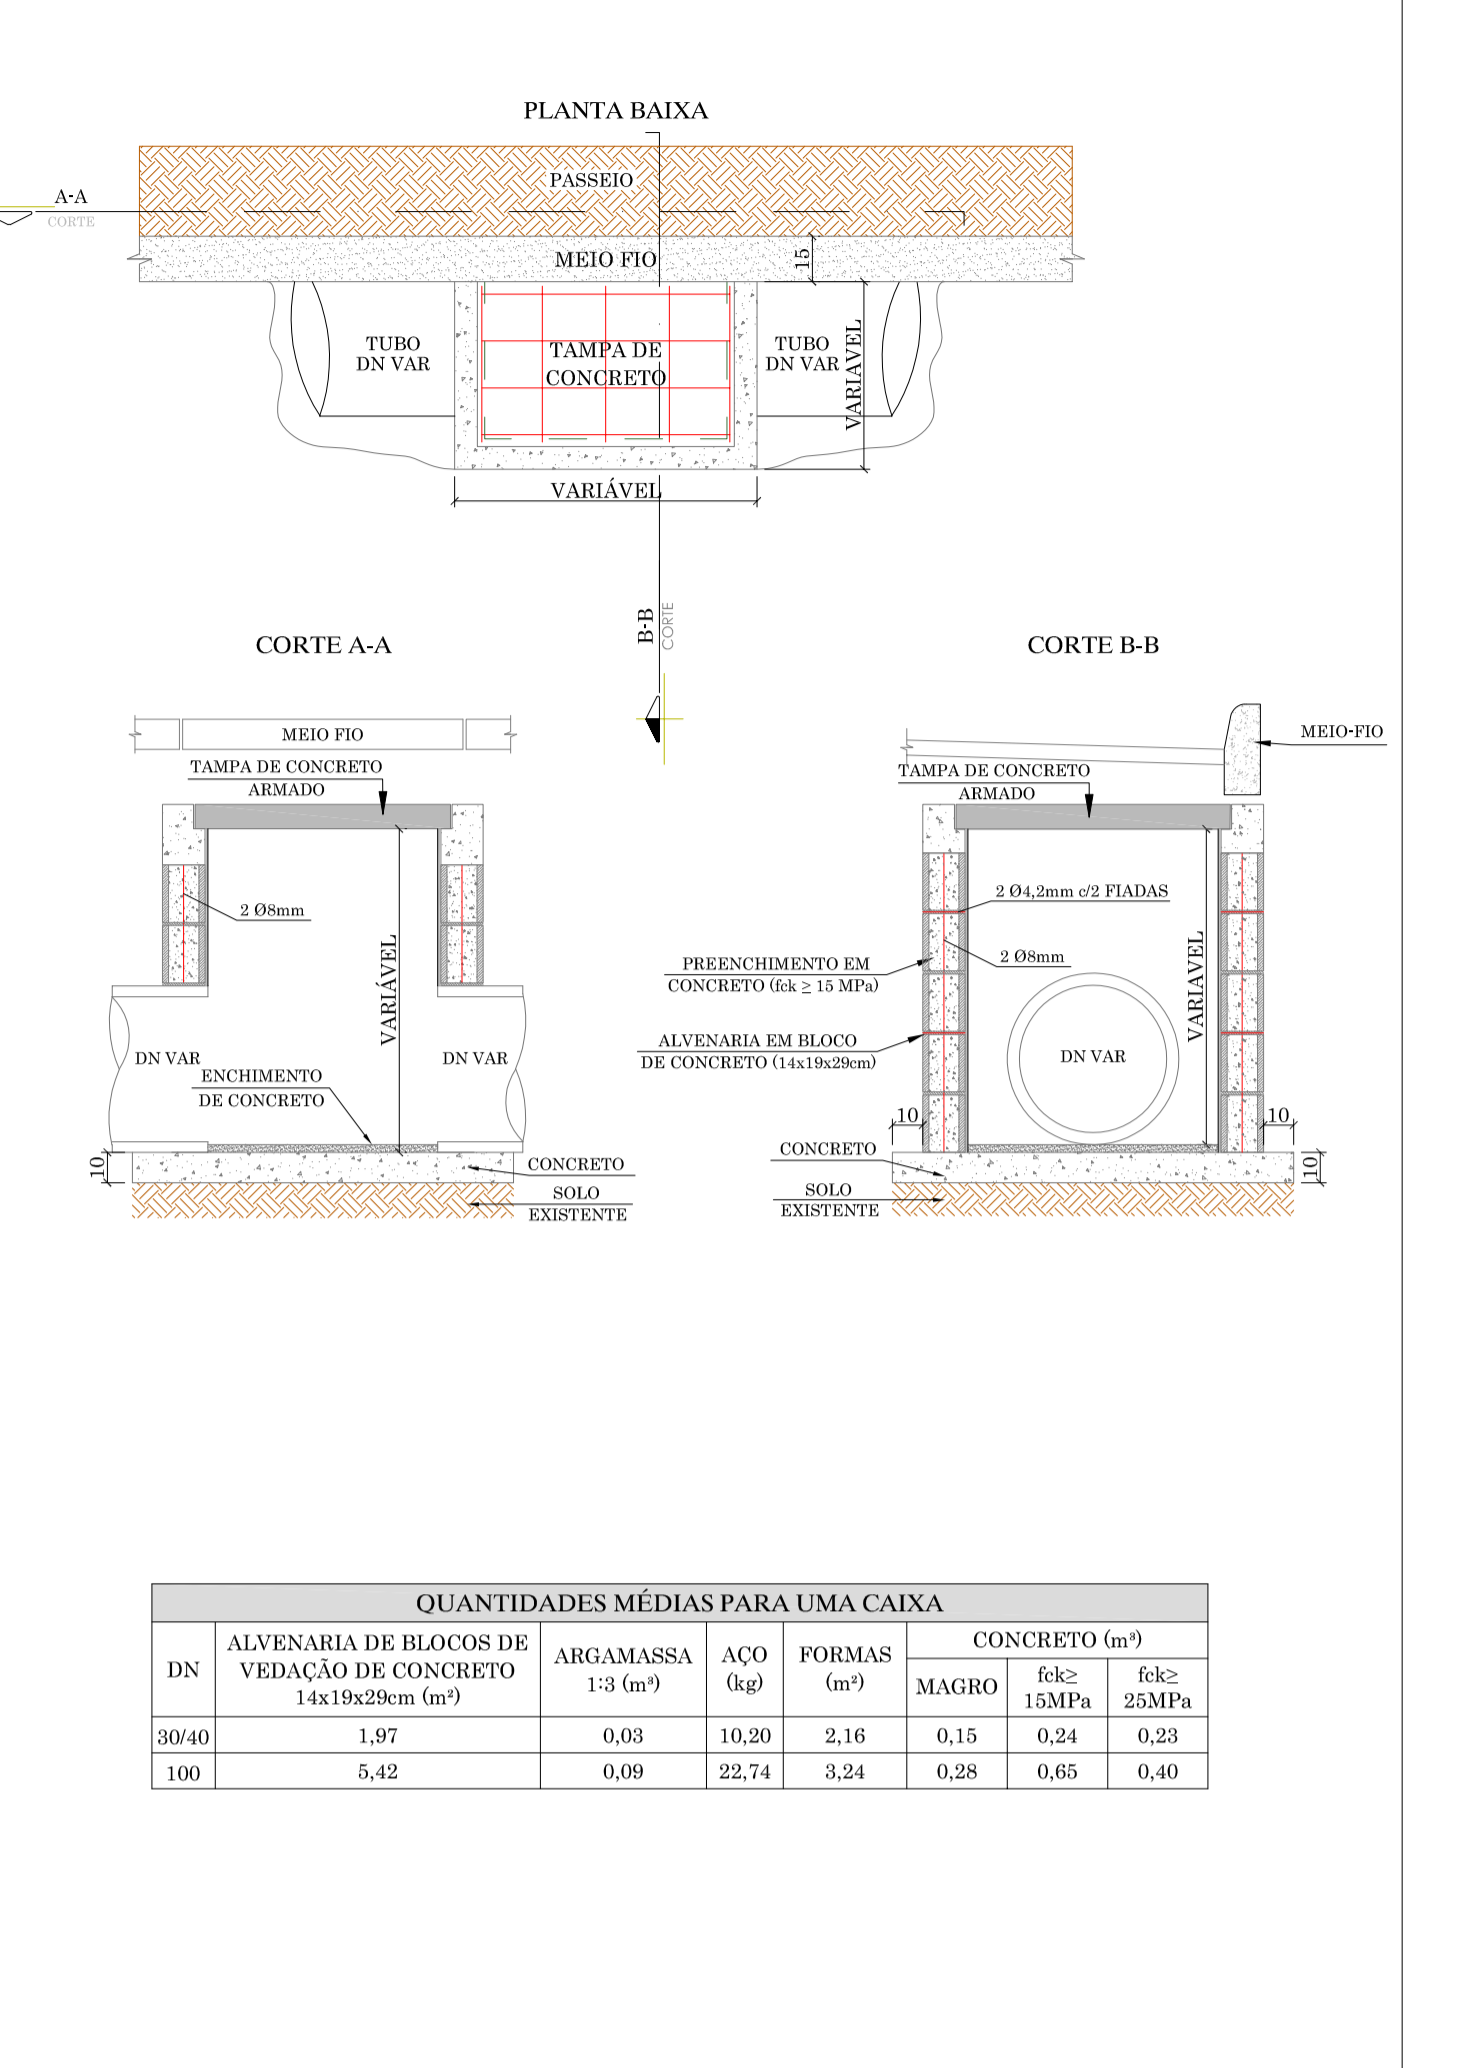 PLANTA BAIXA
PASSEIO
A-A
CORTE
MEIO FIO
15
TUBO
DN VAR
TAMPA DE
CONCRETO
TUBO
DN VAR
VARIAVEL
VARIÁVEL
B-B
CORTE
CORTE A-A
MEIO FIO
TAMPA DE CONCRETO
ARMADO
2 Ø8mm
VARIÁVEL
DN VAR
DN VAR
ENCHIMENTO
DE CONCRETO
10
CONCRETO
SOLO
EXISTENTE
CORTE B-B
MEIO-FIO
TAMPA DE CONCRETO
ARMADO
2 Ø4,2mm c/2 FIADAS
2 Ø8mm
PREENCHIMENTO EM
CONCRETO (fck ≥ 15 MPa)
VARIAVEL
ALVENARIA EM BLOCO
DE CONCRETO (14x19x29cm)
DN VAR
10
10
CONCRETO
10
SOLO
EXISTENTE
QUANTIDADES MÉDIAS PARA UMA CAIXA
DN
ALVENARIA DE BLOCOS DE
VEDAÇÃO DE CONCRETO
14x19x29cm (m²)
ARGAMASSA
1:3 (m³)
AÇO
(kg)
FORMAS
(m²)
CONCRETO (m³)
MAGRO
fck≥
15MPa
fck≥
25MPa
30/40 1,97 0,03 10,20 2,16 0,15 0,24 0,23
100 5,42 0,09 22,74 3,24 0,28 0,65 0,40